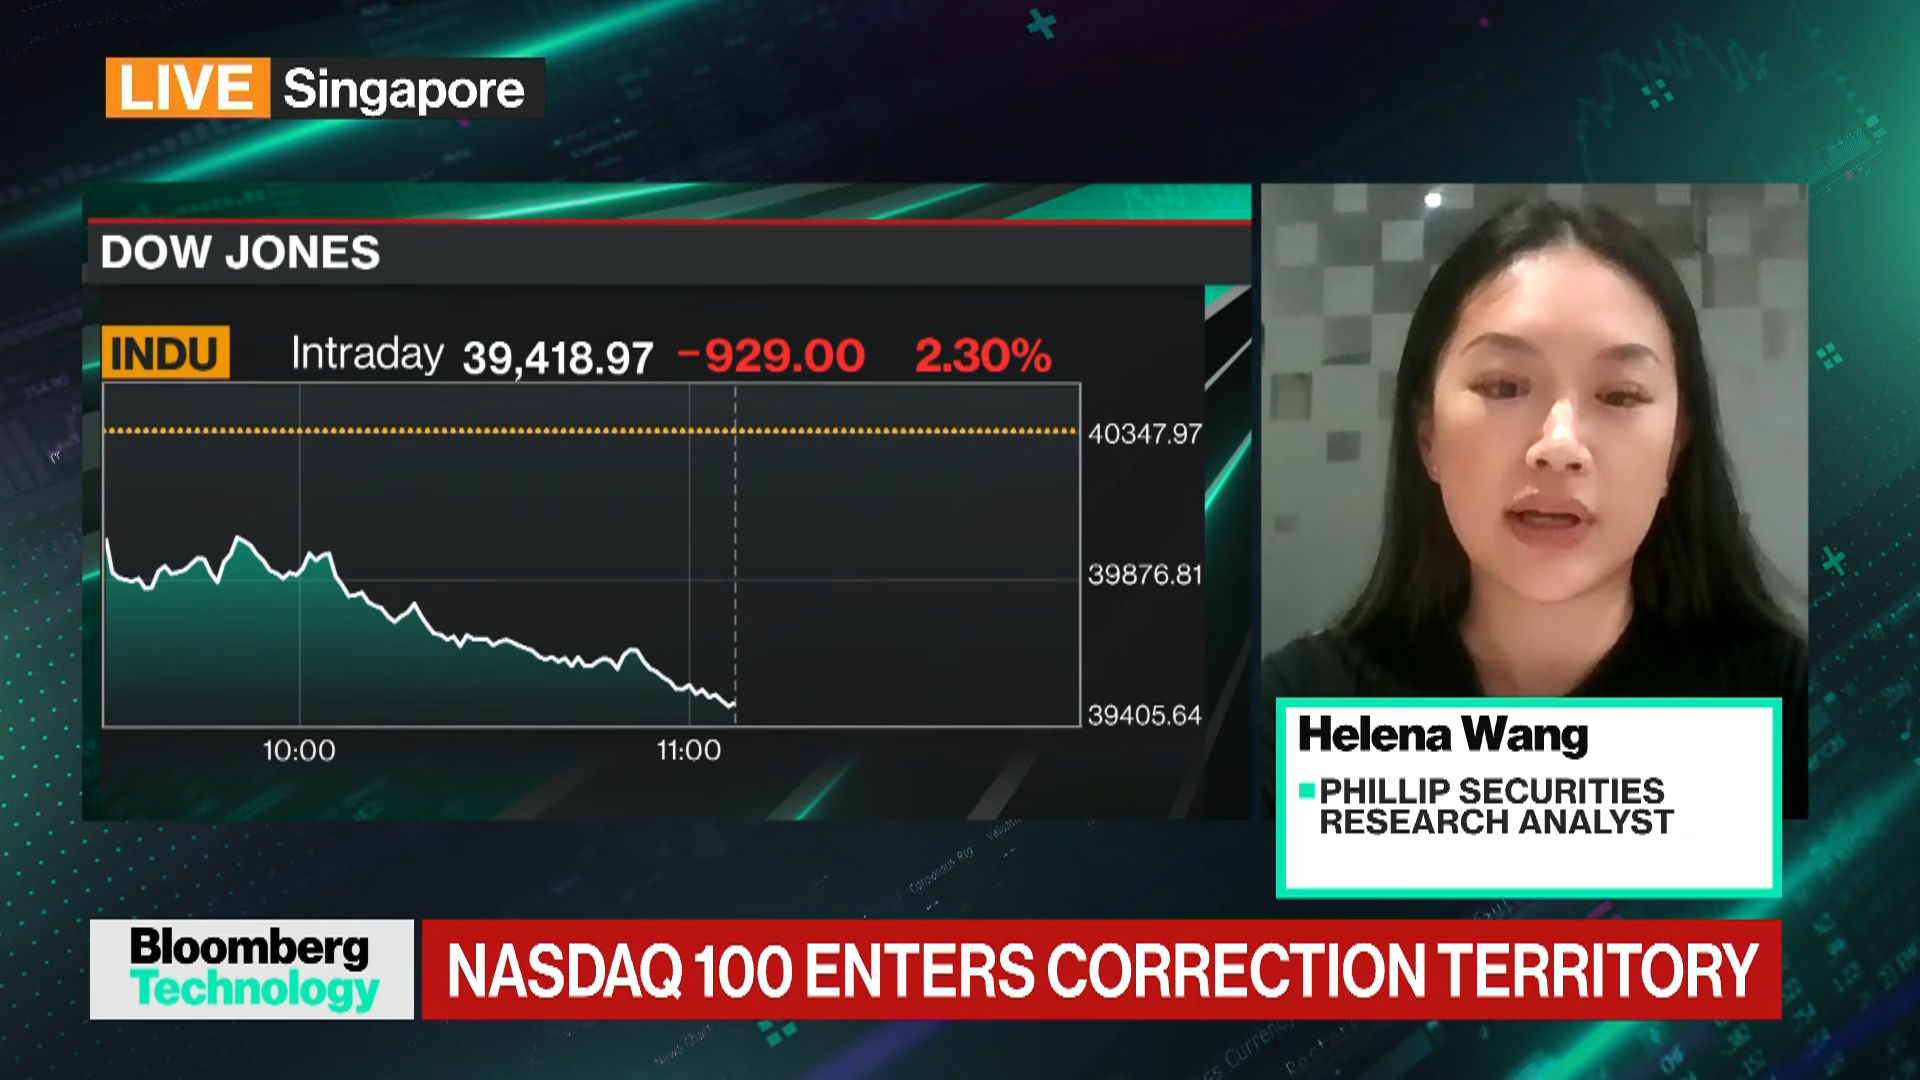 LIVE Singapore
DOW JONES
INDU Intraday 39,418.97 -929.00 2.30%
40347.97
39876.81
39405.64
10:00 11:00
Helena Wang
PHILLIP SECURITIES
RESEARCH ANALYST
Bloomberg
Technology
NASDAQ 100 ENTERS CORRECTION TERRITORY